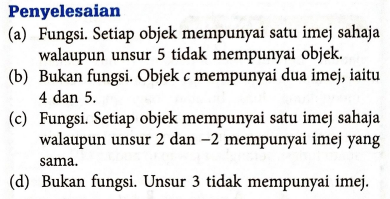 Penyelesaian
(a) Fungsi. Setiap objek mempunyai satu imej sahaja
walaupun unsur 5 tidak mempunyai objek.
(b) Bukan fungsi. Objek c mempunyai dua imej, iaitu
4 dan 5.
(c) Fungsi. Setiap objek mempunyai satu imej sahaja
walaupun unsur 2 dan –2 mempunyai imej yang
sama.
(d) Bukan fungsi. Unsur 3 tidak mempunyai imej.